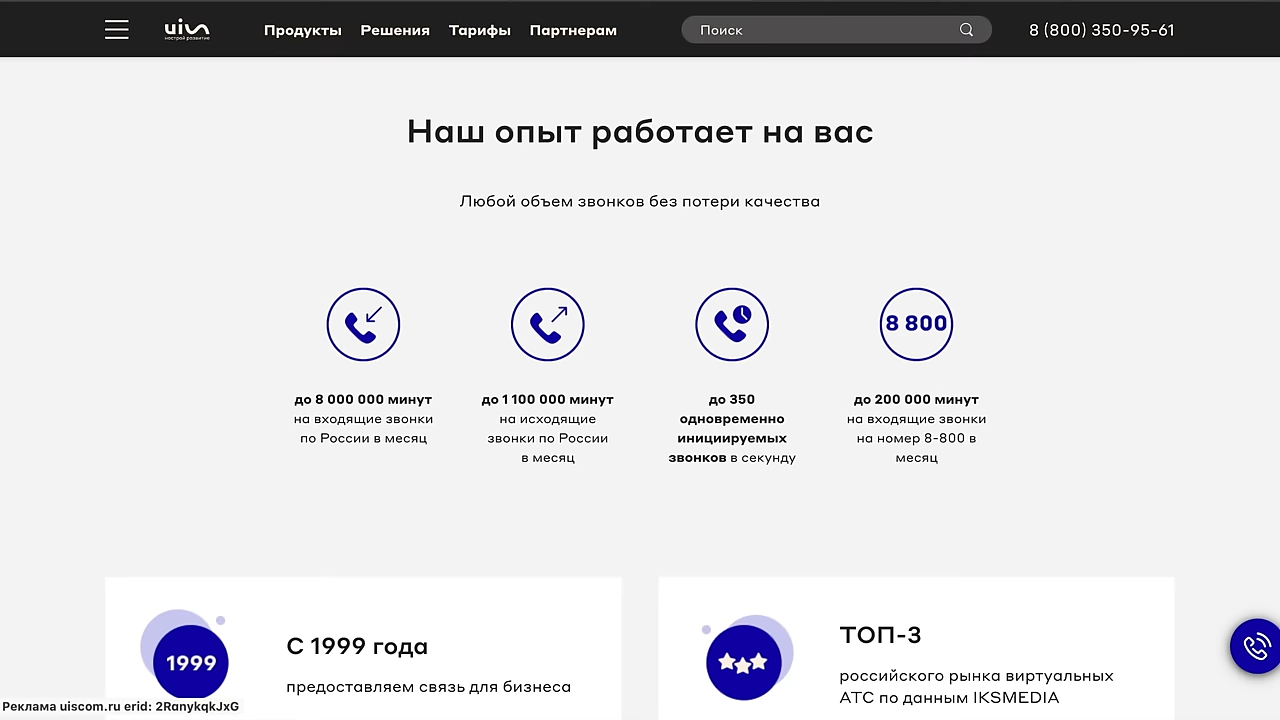 uis
Продукты Решения Тарифы Партнерам
Поиск
8 (800) 350-95-61
Наш опыт работает на вас
Любой объем звонков без потери качества
8 800
до 8 000 000 минут
на входящие звонки
по России в месяц
до 1 100 000 минут
на исходящие
звонки по России
в месяц
до 350
одновременно
инициируемых
звонков в секунду
до 200 000 минут
на входящие звонки
на номер 8-800 в
месяц
1999
С 1999 года
предоставляем связь для бизнеса
ТОП-3
российского рынка виртуальных
АТС по данным IKSMEDIA
Реклама uiscom.ru erid: 2RanykqkJxG